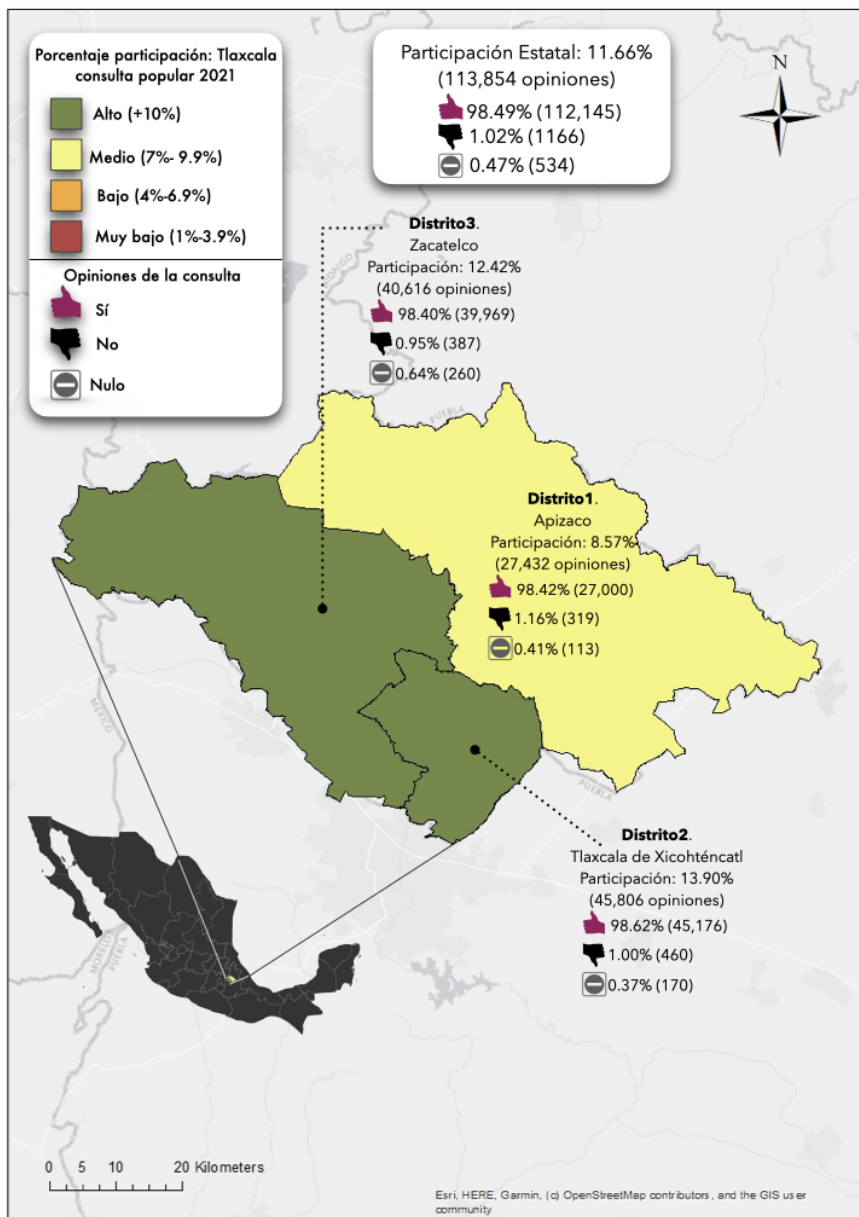 Porcentaje participación: Tlaxcala
consulta popular 2021
Alto (+10%)
Medio (7%- 9.9%)
Bajo (4%-6.9%)
Muy bajo (1%-3.9%)
Opiniones de la consulta
Sí
No
Nulo
Participación Estatal: 11.66%
(113,854 opiniones)
98.49% (112,145)
1.02% (1166)
0.47% (534)
N
Distrito3.
Zacatelco
Participación: 12.42%
(40,616 opiniones)
98.40% (39,969)
0.95% (387)
0.64% (260)
HIDALGO
PUEBLA
Distrito1.
Apizaco
Participación: 8.57%
(27,432 opiniones)
98.42% (27,000)
1.16% (319)
0.41% (113)
MÉXICO
PUEBLA
Distrito2.
Tlaxcala de Xicohténcatl
Participación: 13.90%
(45,806 opiniones)
98.62% (45,176)
1.00% (460)
0.37% (170)
MORELOS
PUEBLA
0 5 10 20 Kilometers
Esri, HERE, Garmin, (c) OpenStreetMap contributors, and the GIS user
community